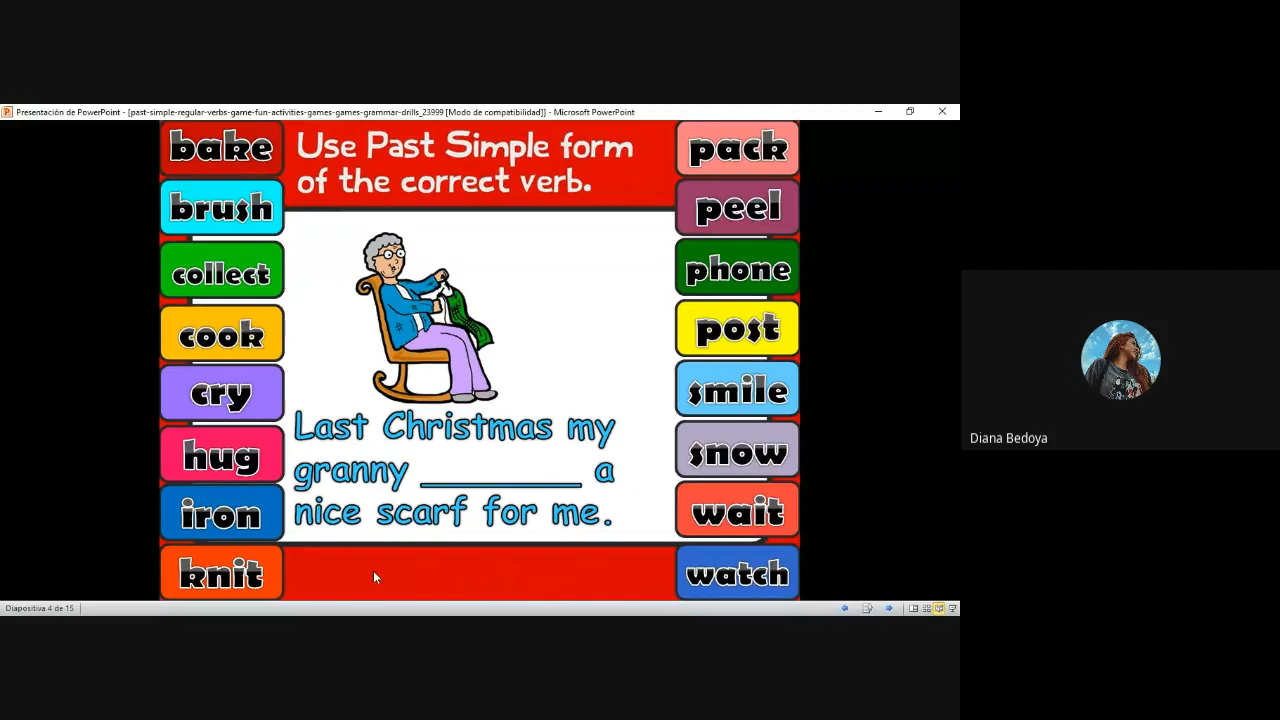 Presentación de PowerPoint - [past-simple-regular-verbs-game-fun-activities-games-games-grammar-drills_23999 [Modo de compatibilidad]] - Microsoft PowerPoint
Use Past Simple form
of the correct verb.
bake
brush
collect
cook
cry
hug
iron
knit
Last Christmas my
granny __________ a
nice scarf for me.
pack
peel
phone
post
smile
snow
wait
watch
Diapositiva 4 de 15
Diana Bedoya